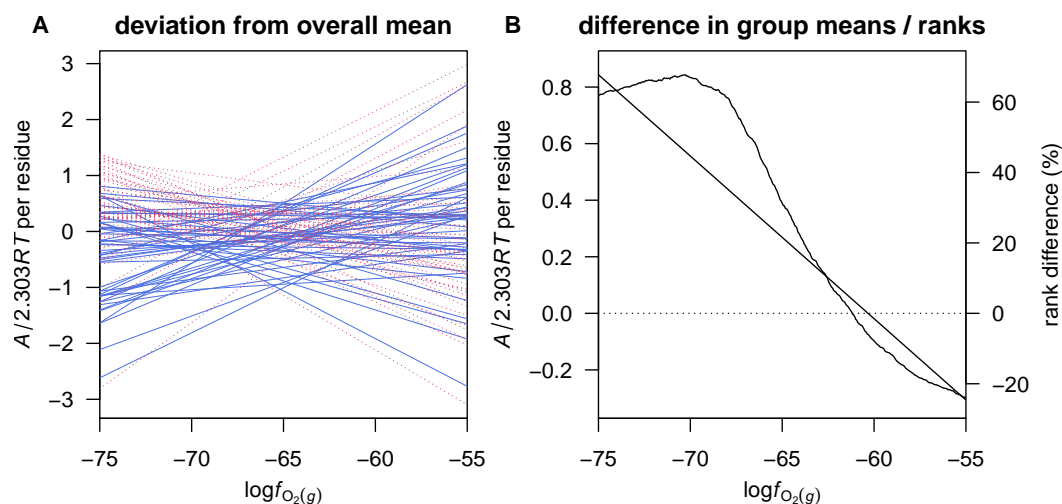 A deviation from overall mean
A/2.303RT per residue
3
2
1
0
−1
−2
−3
−75 −70 −65 −60 −55
logfO2(g)
B difference in group means / ranks
A/2.303RT per residue
0.8
0.6
0.4
0.2
0.0
−0.2
−75 −70 −65 −60 −55
logfO2(g)
60
40
20
0
−20
rank difference (%)